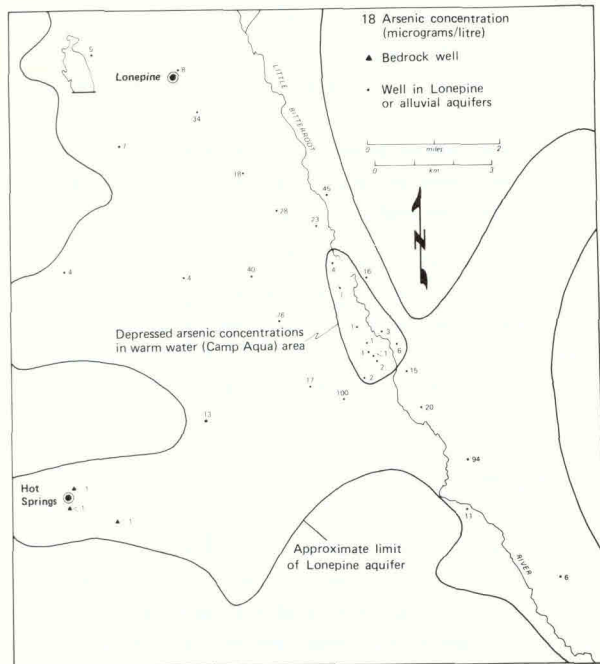 18 Arsenic concentration
(micrograms/litre)
▲ Bedrock well
• Well in Lonepine
or alluvial aquifers
0 miles 2
0 km 3
N
Lonepine
8
34
7
18
LITTLE
BITTERROOT
45
28
23
4
4
40
4
16
1
Depressed arsenic concentrations
in warm water (Camp Aqua) area
1
3
1
6
1
<1
2
2
15
17
100
13
20
94
Hot
Springs
1
<1
1
11
Approximate limit
of Lonepine aquifer
RIVER
6